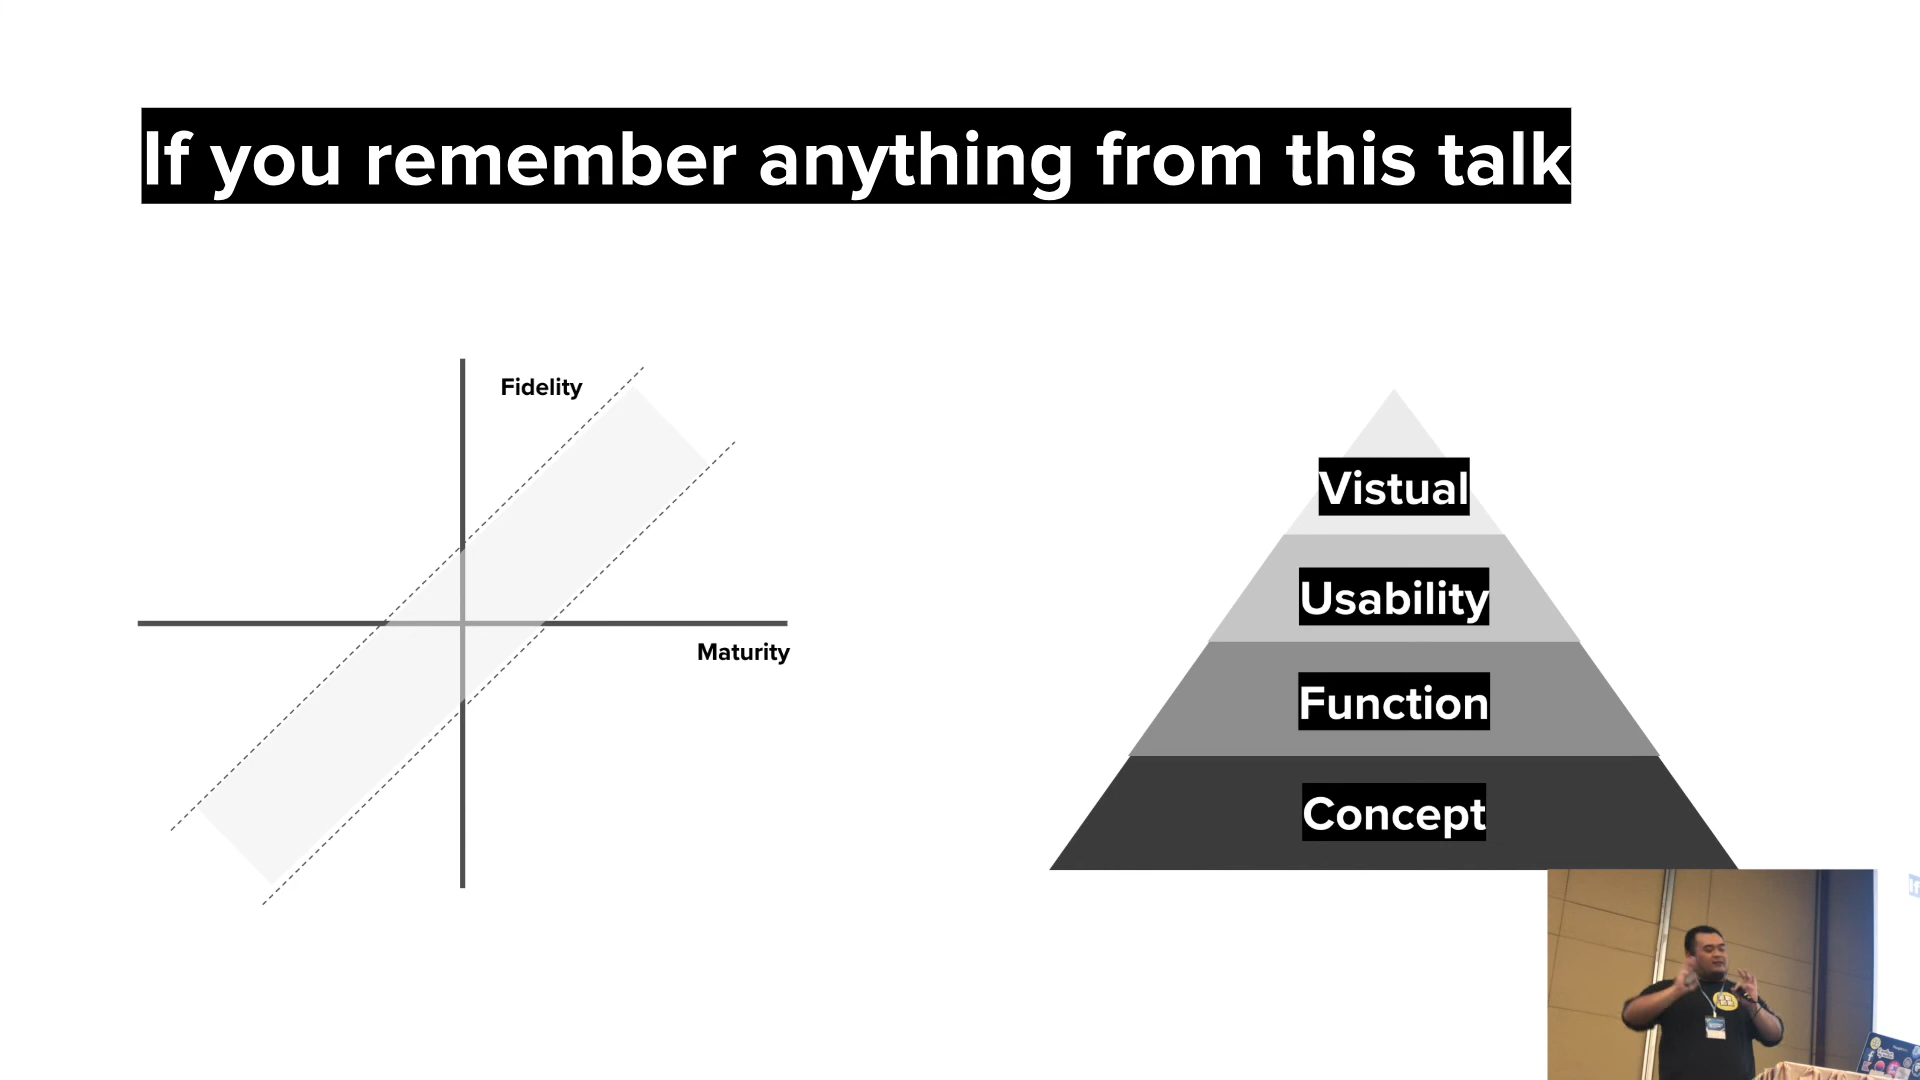 If you remember anything from this talk
Fidelity
Maturity
Vistual
Usability
Function
Concept